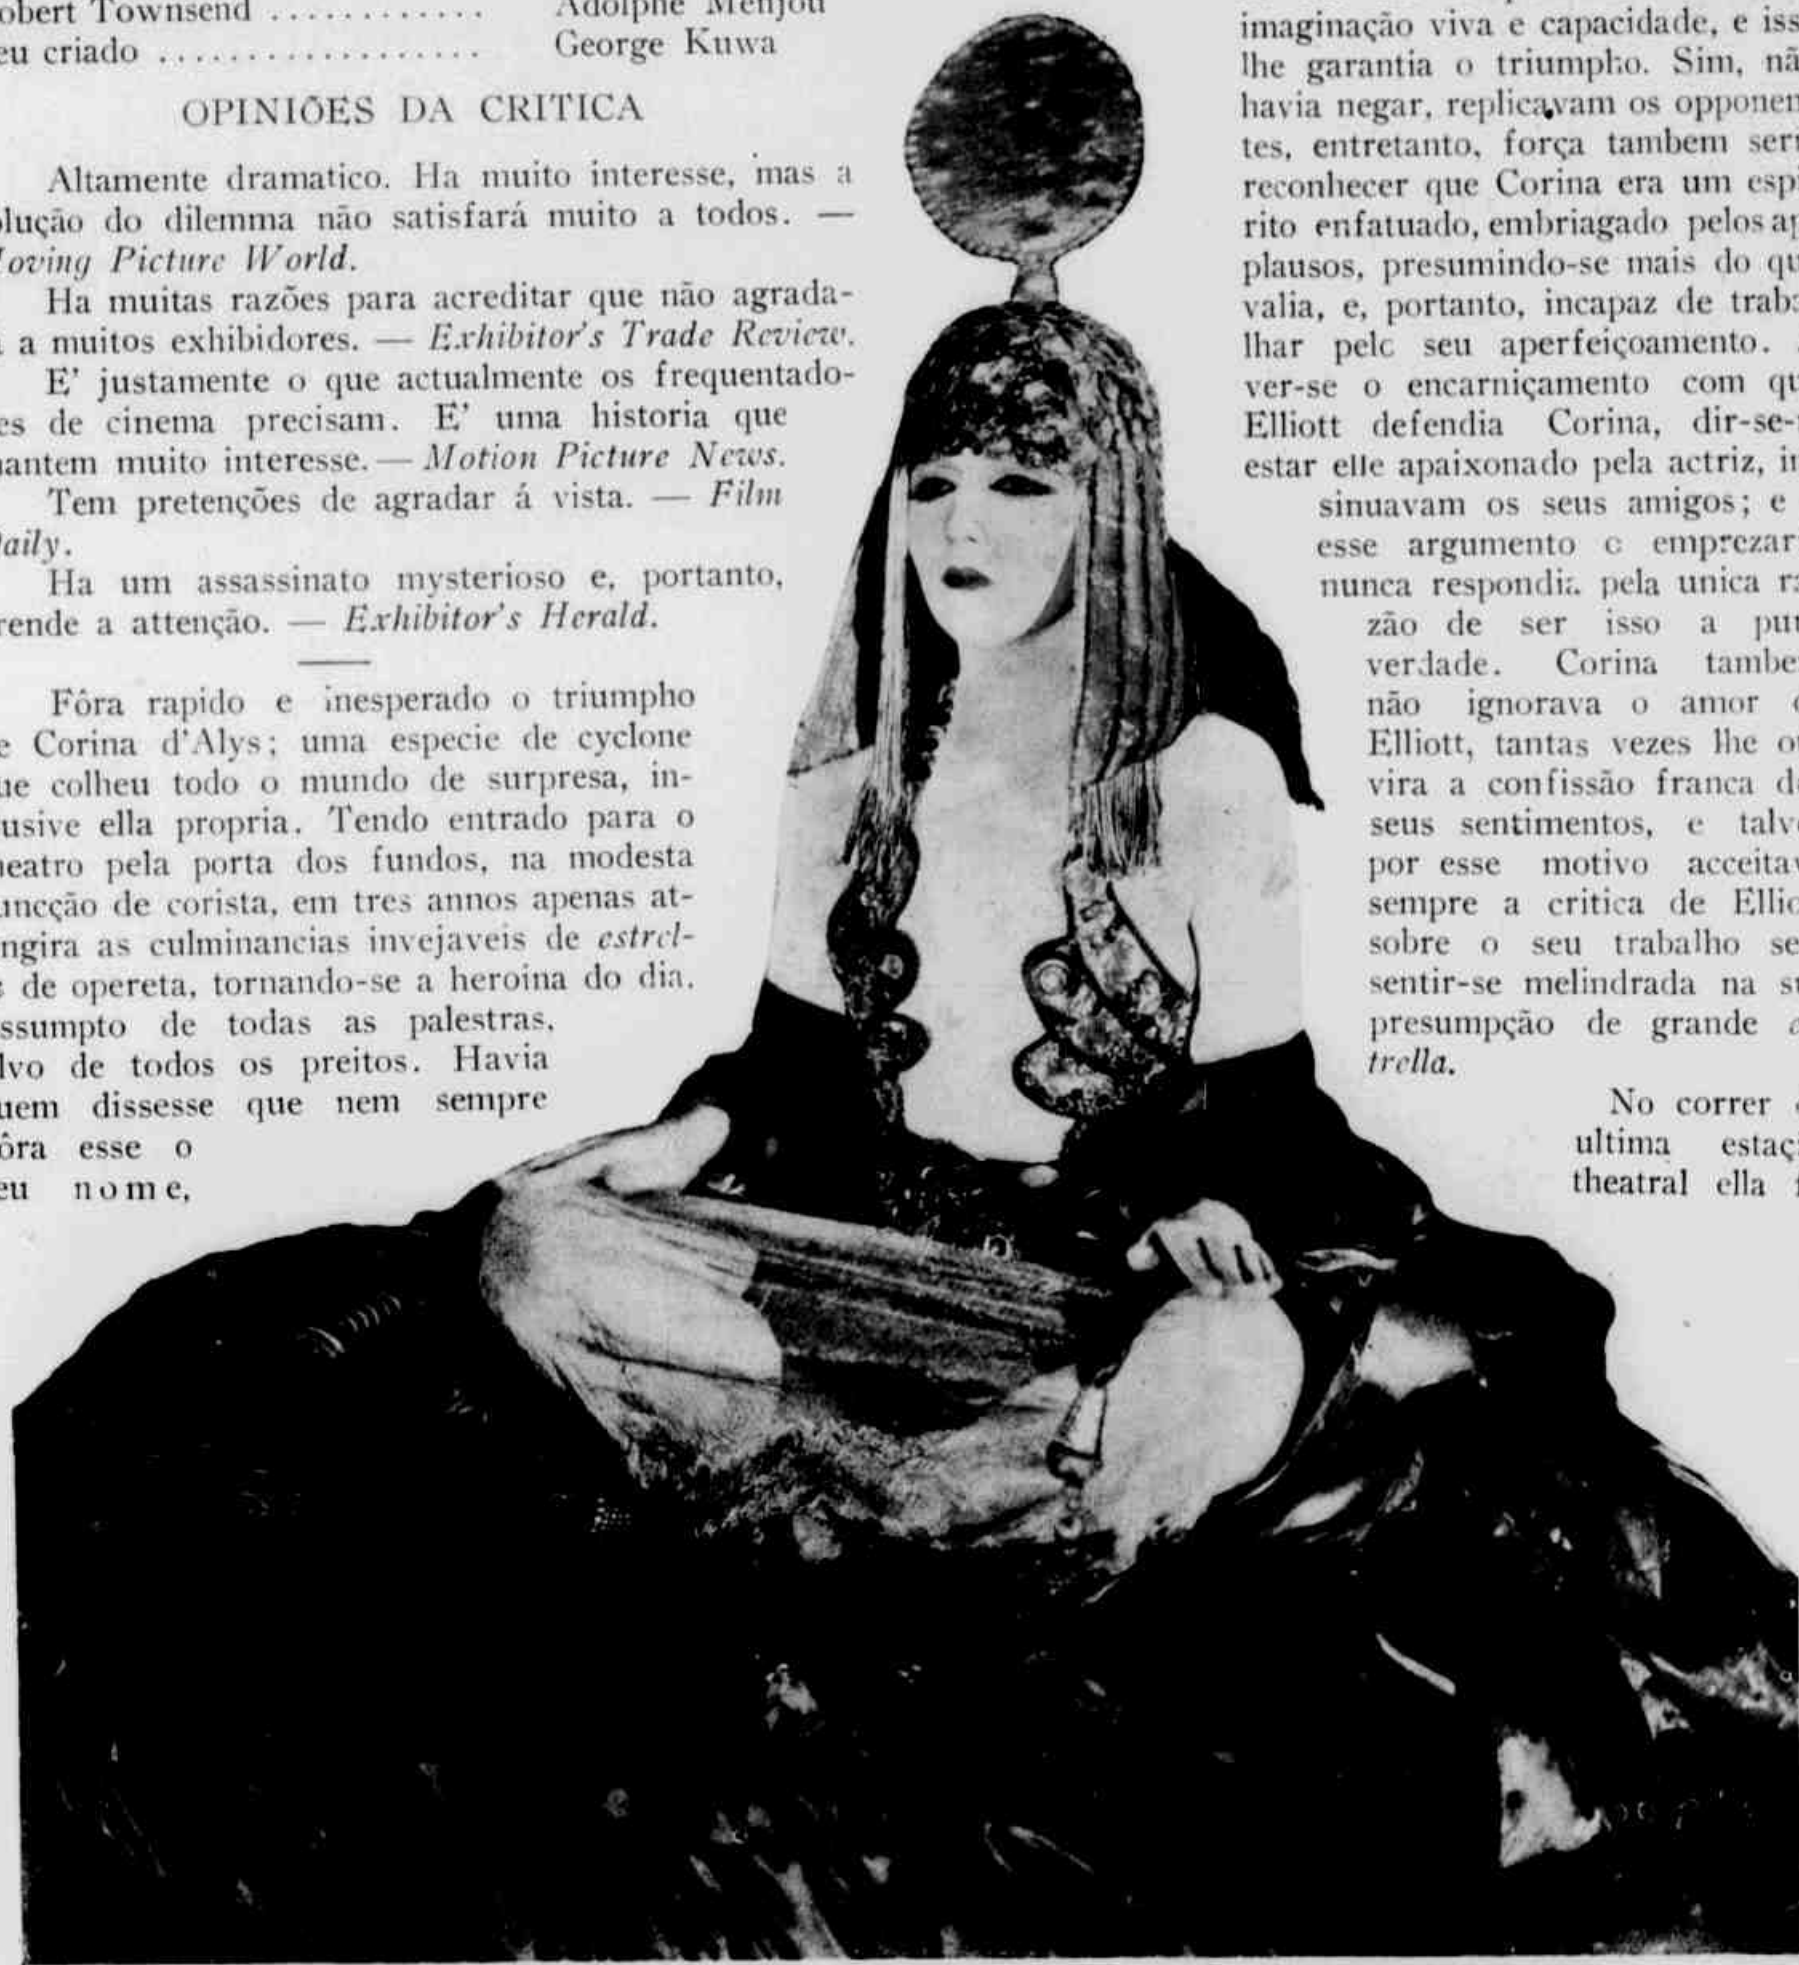 obert Townsend ............ Adolphe Menjou
eu criado .................. George Kuwa
OPINIÕES DA CRITICA
Altamente dramatico. Ha muito interesse, mas a
olução do dilemma não satisfará muito a todos. —
Moving Picture World.
Ha muitas razões para acreditar que não agrada-
a muitos exhibidores. — Exhibitor's Trade Review.
E' justamente o que actualmente os frequentado-
es de cinema precisam. E' uma historia que
mantem muito interesse. — Motion Picture News.
Tem pretenções de agradar á vista. — Film
Daily.
Ha um assassinato mysterioso e, portanto,
rende a attenção. — Exhibitor's Herald.
Fôra rapido e inesperado o triumpho
e Corina d'Alys; uma especie de cyclone
ue colheu todo o mundo de surpresa, in-
usive ella propria. Tendo entrado para o
heatro pela porta dos fundos, na modesta
uncção de corista, em tres annos apenas at-
ngira as culminancias invejaveis de estrel-
s de opereta, tornando-se a heroina do dia.
ssumpto de todas as palestras,
lvo de todos os preitos. Havia
uem dissesse que nem sempre
ôra esse o
eu nome,
imaginação viva e capacidade, e iss
lhe garantia o triumpho. Sim, nã
havia negar, replicavam os opponen
tes, entretanto, força tambem ser
reconhecer que Corina era um espi
rito enfatuado, embriagado pelos ap
plausos, presumindo-se mais do qu
valia, e, portanto, incapaz de traba
lhar pelo seu aperfeiçoamento.
ver-se o encarniçamento com qu
Elliott defendia Corina, dir-se-
estar elle apaixonado pela actriz, in
sinuavam os seus amigos; e
esse argumento o emprezar
nunca respondia pela unica ra
zão de ser isso a pur
verdade. Corina tambe
não ignorava o amor d
Elliott, tantas vezes lhe ou
vira a confissão franca de
seus sentimentos, e talve
por esse motivo acceitav
sempre a critica de Ellio
sobre o seu trabalho se
sentir-se melindrada na su
presumpção de grande
trella.
No correr
ultima estaçã
theatral ella f